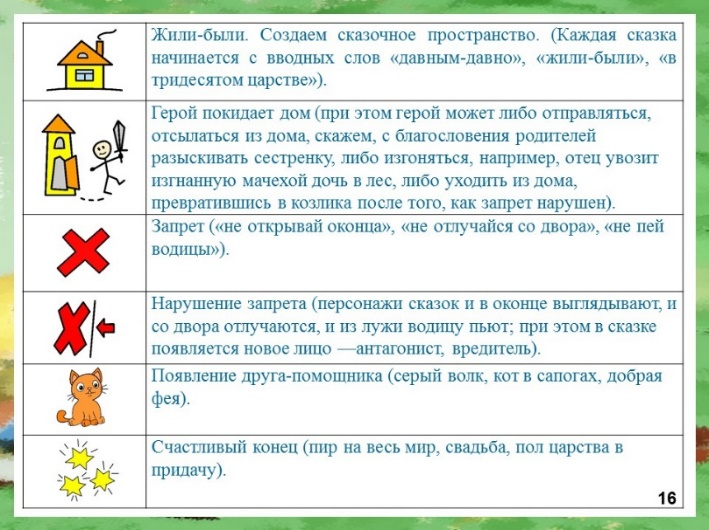 Жили-были. Создаем сказочное пространство. (Каждая сказка
начинается с вводных слов «давным-давно», «жили-были», «в
тридесятом царстве»).
Герой покидает дом (при этом герой может либо отправляться,
отсылаться из дома, скажем, с благословения родителей
разыскивать сестренку, либо изгоняться, например, отец увозит
изгнанную мачехой дочь в лес, либо уходить из дома,
превратившись в козлика после того, как запрет нарушен).
Запрет («не открывай оконца», «не отлучайся со двора», «не пей
водицы»).
Нарушение запрета (персонажи сказок и в оконце выглядывают, и
со двора отлучаются, и из лужи водицу пьют; при этом в сказке
появляется новое лицо —антагонист, вредитель).
Появление друга-помощника (серый волк, кот в сапогах, добрая
фея).
Счастливый конец (пир на весь мир, свадьба, пол царства в
придачу).
16